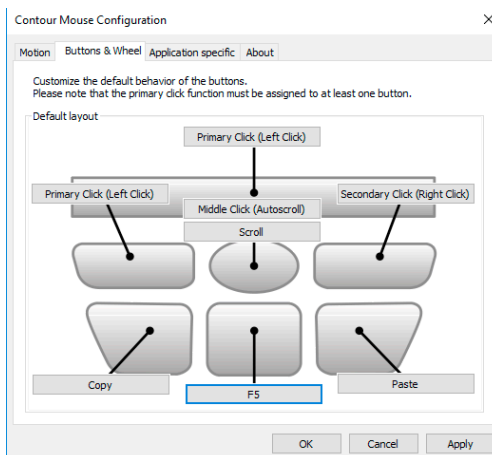 Contour Mouse Configuration
Motion Buttons & Wheel Application specific About
Customize the default behavior of the buttons.
Please note that the primary click function must be assigned to at least one button.
Default layout
Primary Click (Left Click)
Primary Click (Left Click)
Secondary Click (Right Click)
Middle Click (Autoscroll)
Scroll
Copy
F5
Paste
OK Cancel Apply